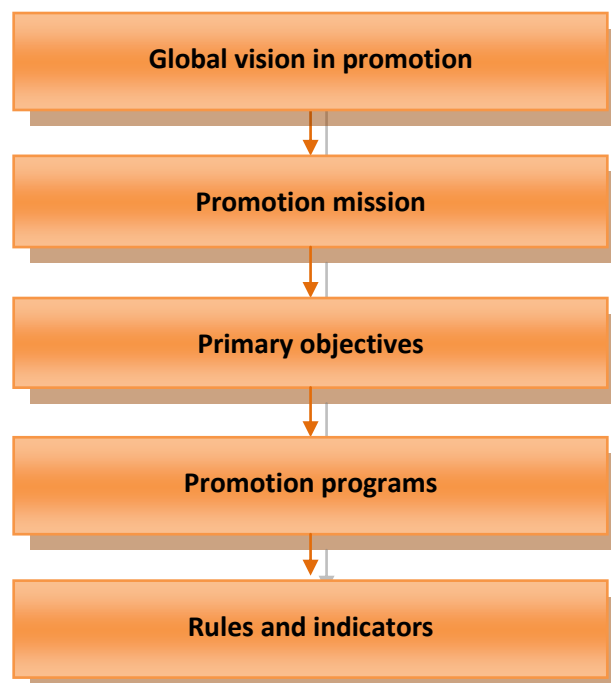 Global vision in promotion
Promotion mission
Primary objectives
Promotion programs
Rules and indicators